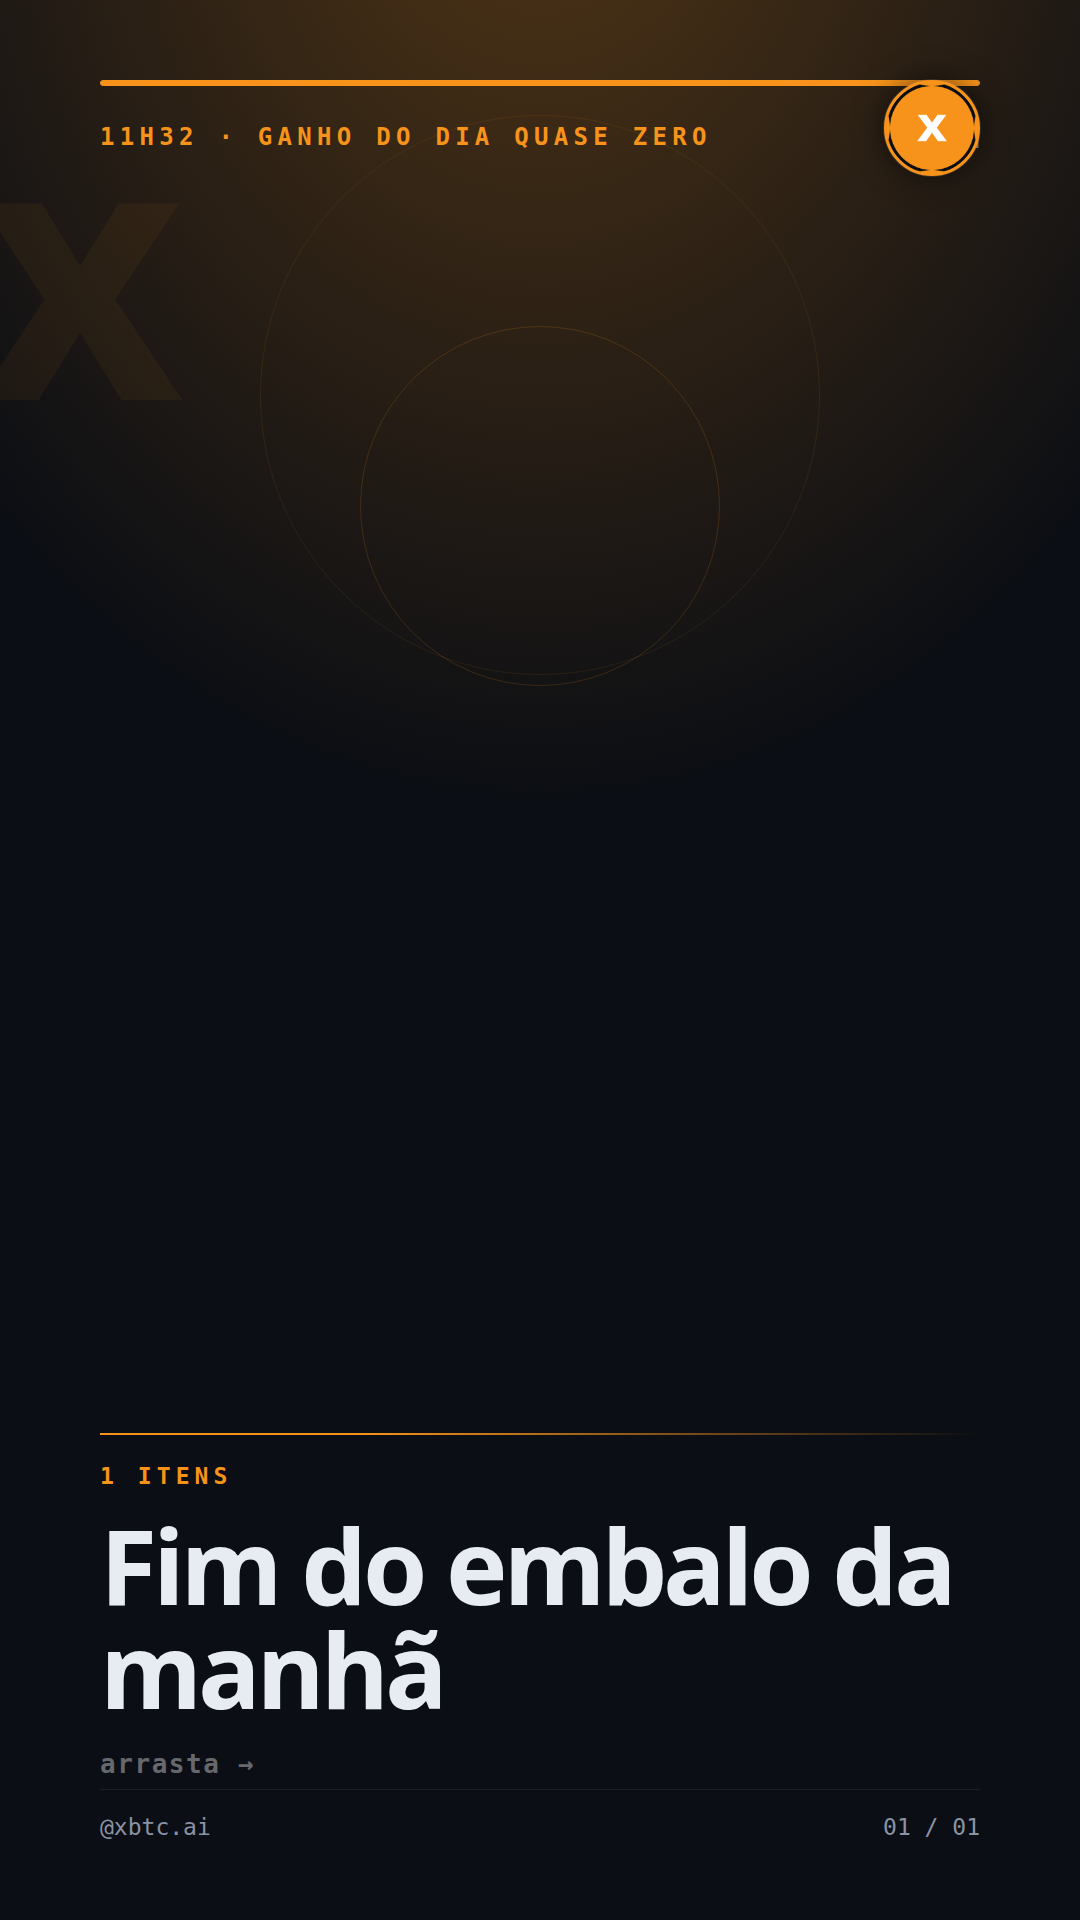 11H32 · GANHO DO DIA QUASE ZERO
X
X
1 ITENS
Fim do embalo da
manhã
arrasta →
@xbtc.ai
01 / 01